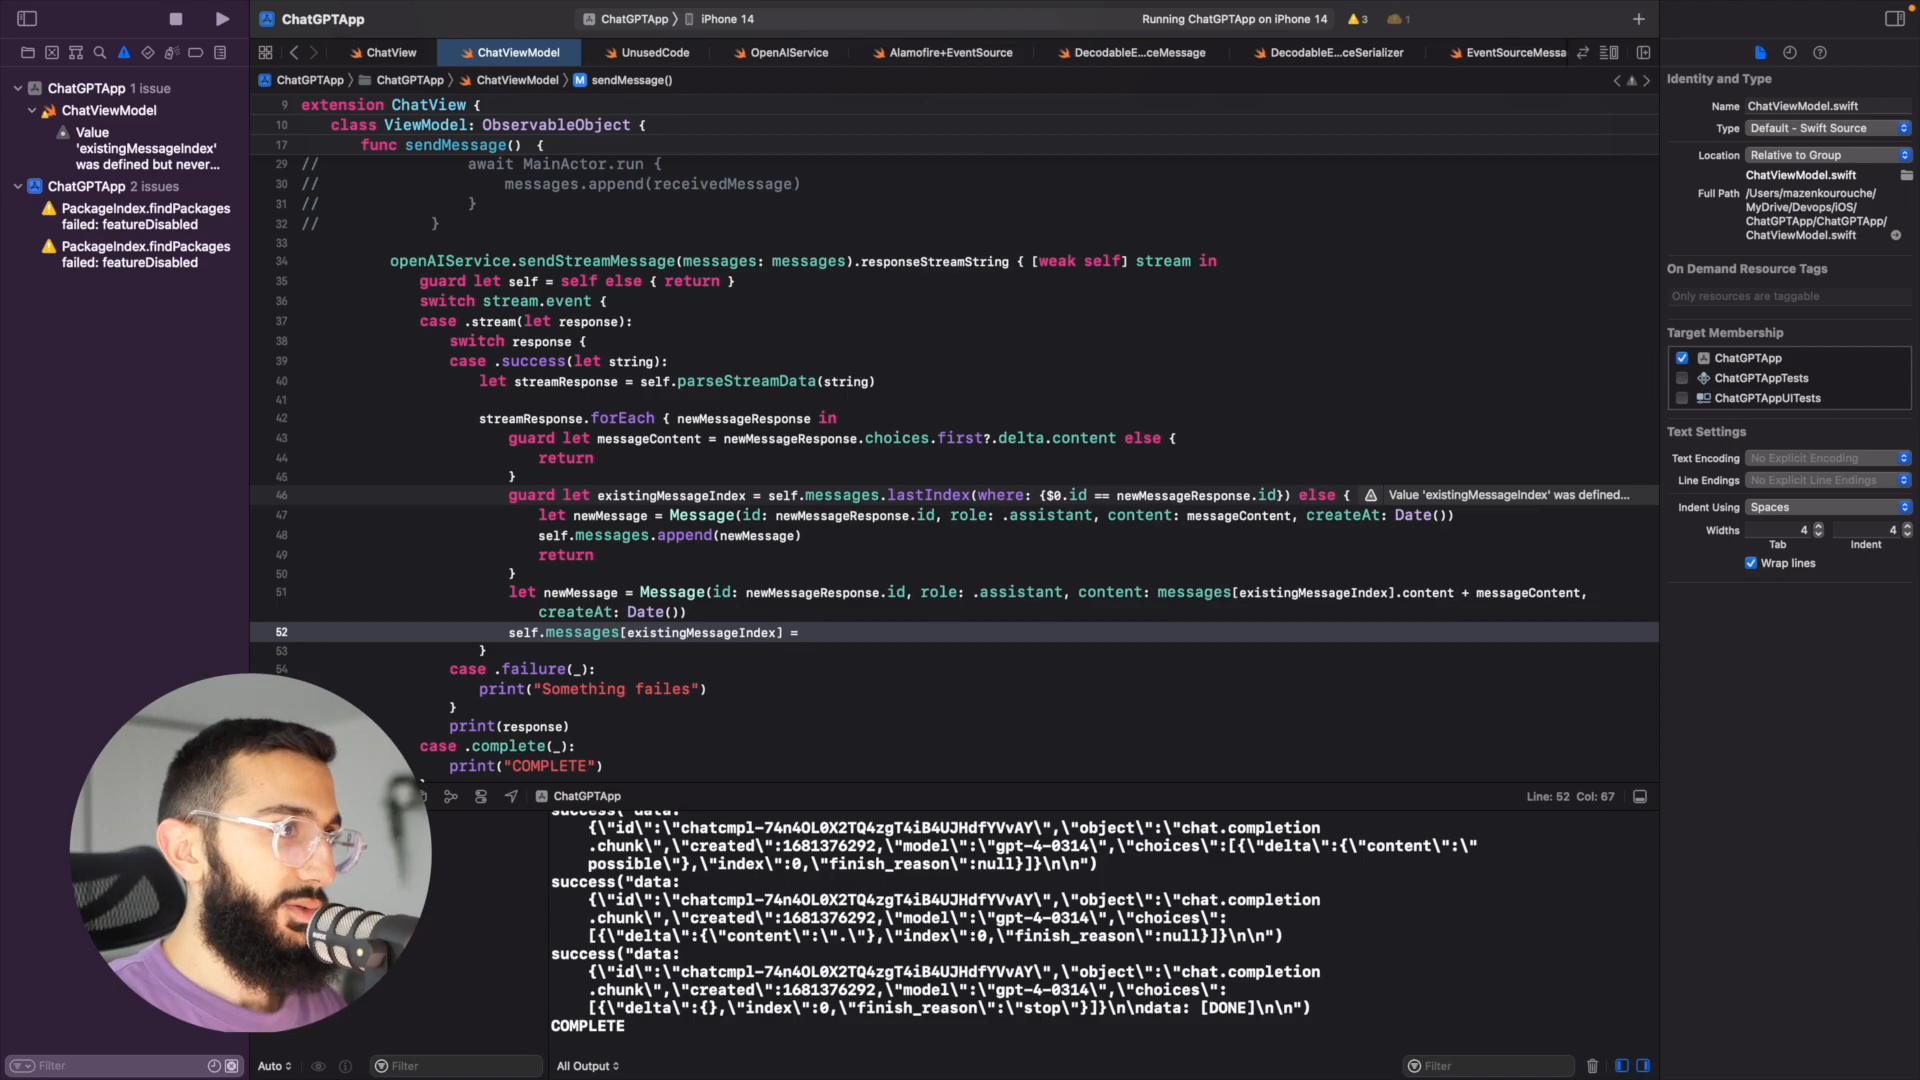 ChatGPTApp
ChatGPTApp
iPhone 14
Running ChatGPTApp on iPhone 14
3
1
ChatView
ChatViewModel
UnusedCode
OpenAIService
Alamofire+EventSource
DecodableE...ceMessage
DecodableE...ceSerializer
EventSourceMessa
ChatGPTApp
ChatGPTApp
ChatViewModel
M
sendMessage()
ChatGPTApp 1 issue
ChatViewModel
Value
'existingMessageIndex'
was defined but never...
ChatGPTApp 2 issues
PackageIndex.findPackages
failed: featureDisabled
PackageIndex.findPackages
failed: featureDisabled
9 extension ChatView {
10 class ViewModel: ObservableObject {
17 func sendMessage() {
29 // await MainActor.run {
30 // messages.append(receivedMessage)
31 // }
32 // }
33
34 openAIService.sendStreamMessage(messages: messages).responseStreamString { [weak self] stream in
35 guard let self = self else { return }
36 switch stream.event {
37 case .stream(let response):
38 switch response {
39 case .success(let string):
40 let streamResponse = self.parseStreamData(string)
41
42 streamResponse.forEach { newMessageResponse in
43 guard let messageContent = newMessageResponse.choices.first?.delta.content else {
44 return
45 }
46 guard let existingMessageIndex = self.messages.lastIndex(where: {$0.id == newMessageResponse.id}) else {
Value 'existingMessageIndex' was defined...
47 let newMessage = Message(id: newMessageResponse.id, role: .assistant, content: messageContent, createAt: Date())
48 self.messages.append(newMessage)
49 return
50 }
51 let newMessage = Message(id: newMessageResponse.id, role: .assistant, content: messages[existingMessageIndex].content + messageContent,
createAt: Date())
52 self.messages[existingMessageIndex] =
53 }
54 case .failure(_):
print("Something failes")
}
print(response)
case .complete(_):
print("COMPLETE")
ChatGPTApp
Line: 52 Col: 67
success("data:
{\"id\":\"chatcmpl-74n4OL0X2TQ4zgT4iB4UJHdfYVvAY\",\"object\":\"chat.completion
.chunk\",\"created\":1681376292,\"model\":\"gpt-4-0314\",\"choices\":[{\"delta\":{\"content\":\"
possible\"},\"index\":0,\"finish_reason\":null}]}\n\n")
success("data:
{\"id\":\"chatcmpl-74n4OL0X2TQ4zgT4iB4UJHdfYVvAY\",\"object\":\"chat.completion
.chunk\",\"created\":1681376292,\"model\":\"gpt-4-0314\",\"choices\":
[{\"delta\":{\"content\":\".\"},\"index\":0,\"finish_reason\":null}]}\n\n")
success("data:
{\"id\":\"chatcmpl-74n4OL0X2TQ4zgT4iB4UJHdfYVvAY\",\"object\":\"chat.completion
.chunk\",\"created\":1681376292,\"model\":\"gpt-4-0314\",\"choices\":
[{\"delta\":{},\"index\":0,\"finish_reason\":\"stop\"}]}\n\ndata: [DONE]\n\n")
COMPLETE
Filter
Auto
Filter
All Output
Filter
Identity and Type
Name ChatViewModel.swift
Type Default - Swift Source
Location Relative to Group
ChatViewModel.swift
Full Path /Users/mazenkourouche/
MyDrive/Devops/iOS/
ChatGPTApp/ChatGPTApp/
ChatViewModel.swift
On Demand Resource Tags
Only resources are taggable
Target Membership
ChatGPTApp
ChatGPTAppTests
ChatGPTAppUITests
Text Settings
Text Encoding No Explicit Encoding
Line Endings No Explicit Line Endings
Indent Using Spaces
Widths 4 4
Tab Indent
Wrap lines